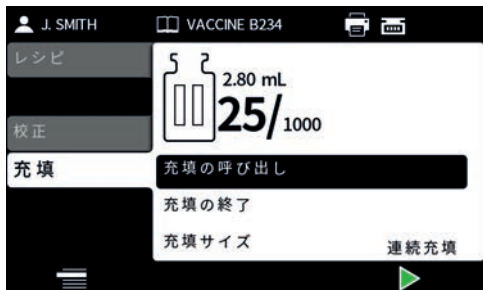 J. SMITH
VACCINE B234
レシピ
校正
充填
2.80 mL
25/1000
充填の呼び出し
充填の終了
充填サイズ
連続充填